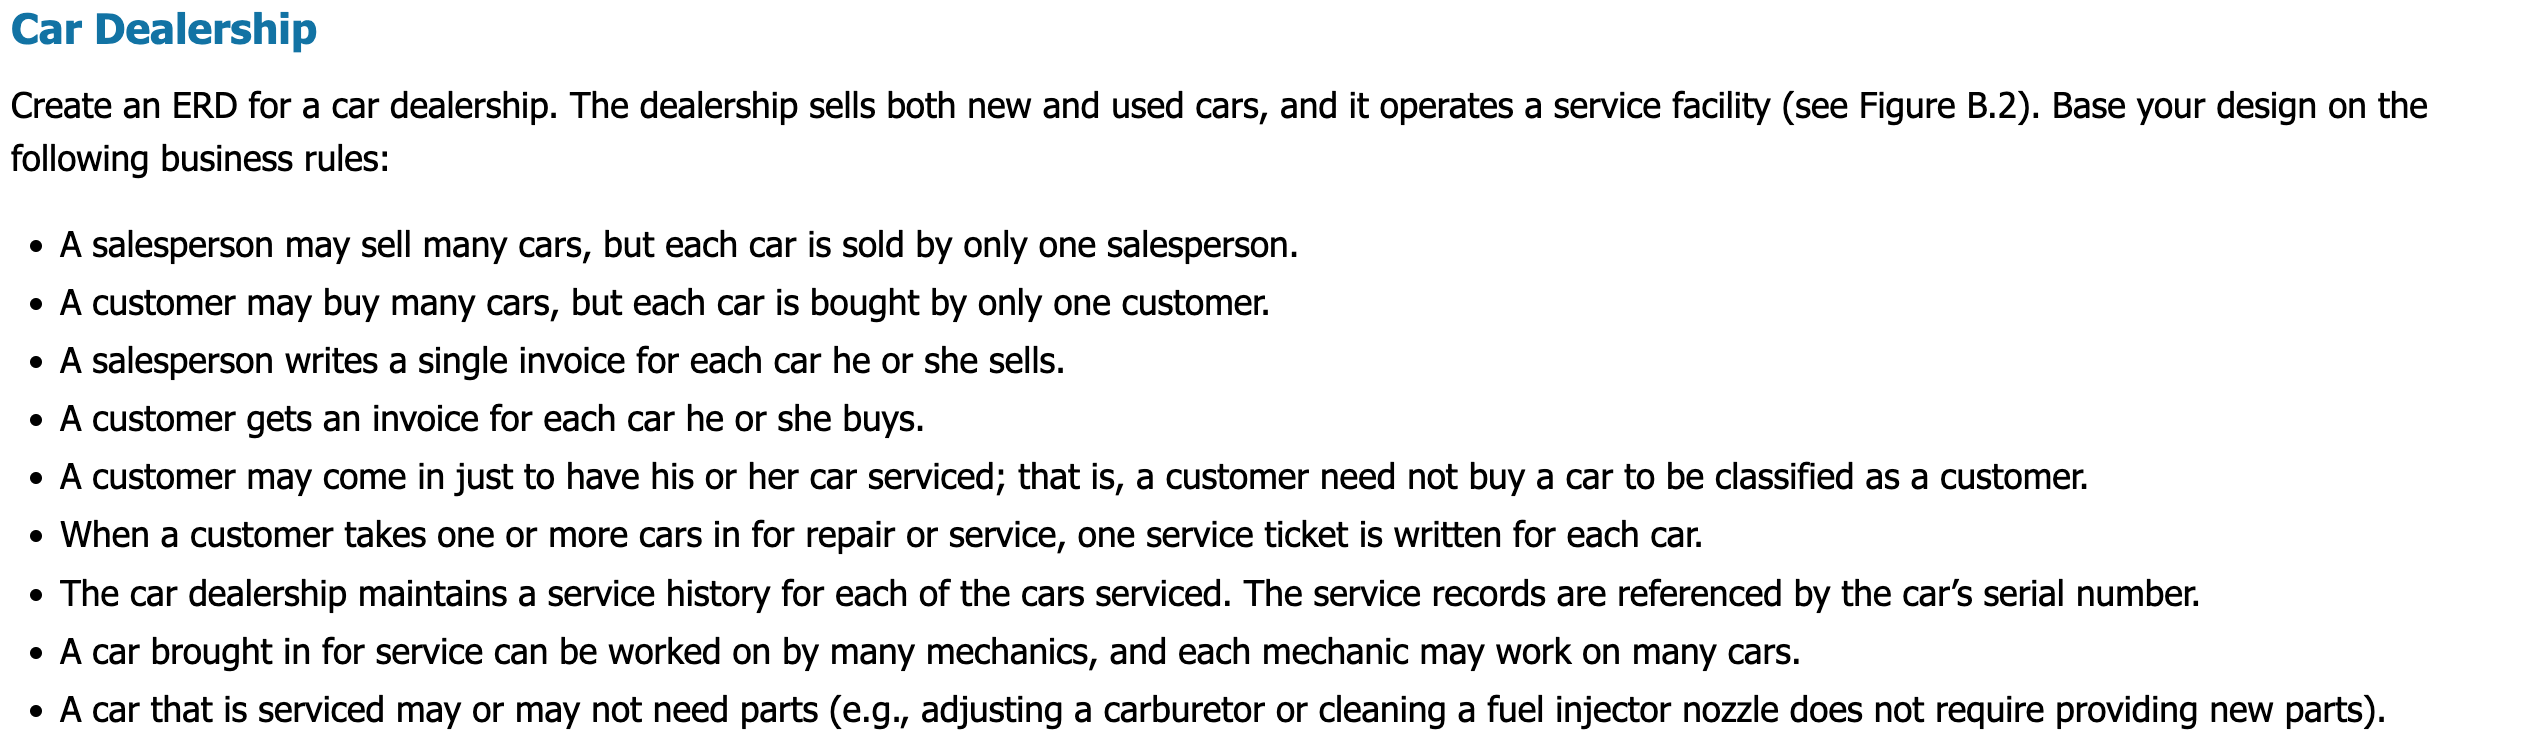 Car Dealership
Create an ERD for a car dealership. The dealership sells both new and used cars, and it operates a service facility (see Figure B.2). Base your design on the
following business rules:
• A salesperson may sell many cars, but each car is sold by only one salesperson.
• A customer may buy many cars, but each car is bought by only one customer.
• A salesperson writes a single invoice for each car he or she sells.
• A customer gets an invoice for each car he or she buys.
• A customer may come in just to have his or her car serviced; that is, a customer need not buy a car to be classified as a customer.
• When a customer takes one or more cars in for repair or service, one service ticket is written for each car.
• The car dealership maintains a service history for each of the cars serviced. The service records are referenced by the car’s serial number.
• A car brought in for service can be worked on by many mechanics, and each mechanic may work on many cars.
• A car that is serviced may or may not need parts (e.g., adjusting a carburetor or cleaning a fuel injector nozzle does not require providing new parts).